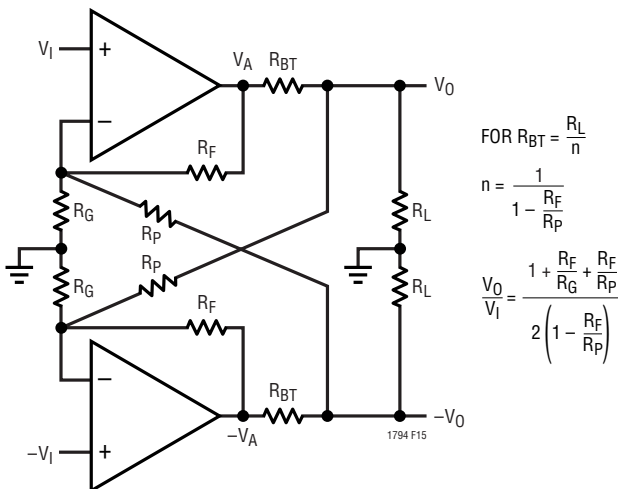 V_I
+
V_A
R_BT
V_O
−
R_F
FOR R_BT = R_L / n
R_G
R_P
R_L
n = 1 / (1 − R_F / R_P)
R_P
R_G
R_L
V_O / V_I = (1 + R_F / R_G + R_F / R_P) / (2 (1 − R_F / R_P))
R_F
−
R_BT
−V_O
−V_A
1794 F15
−V_I
+